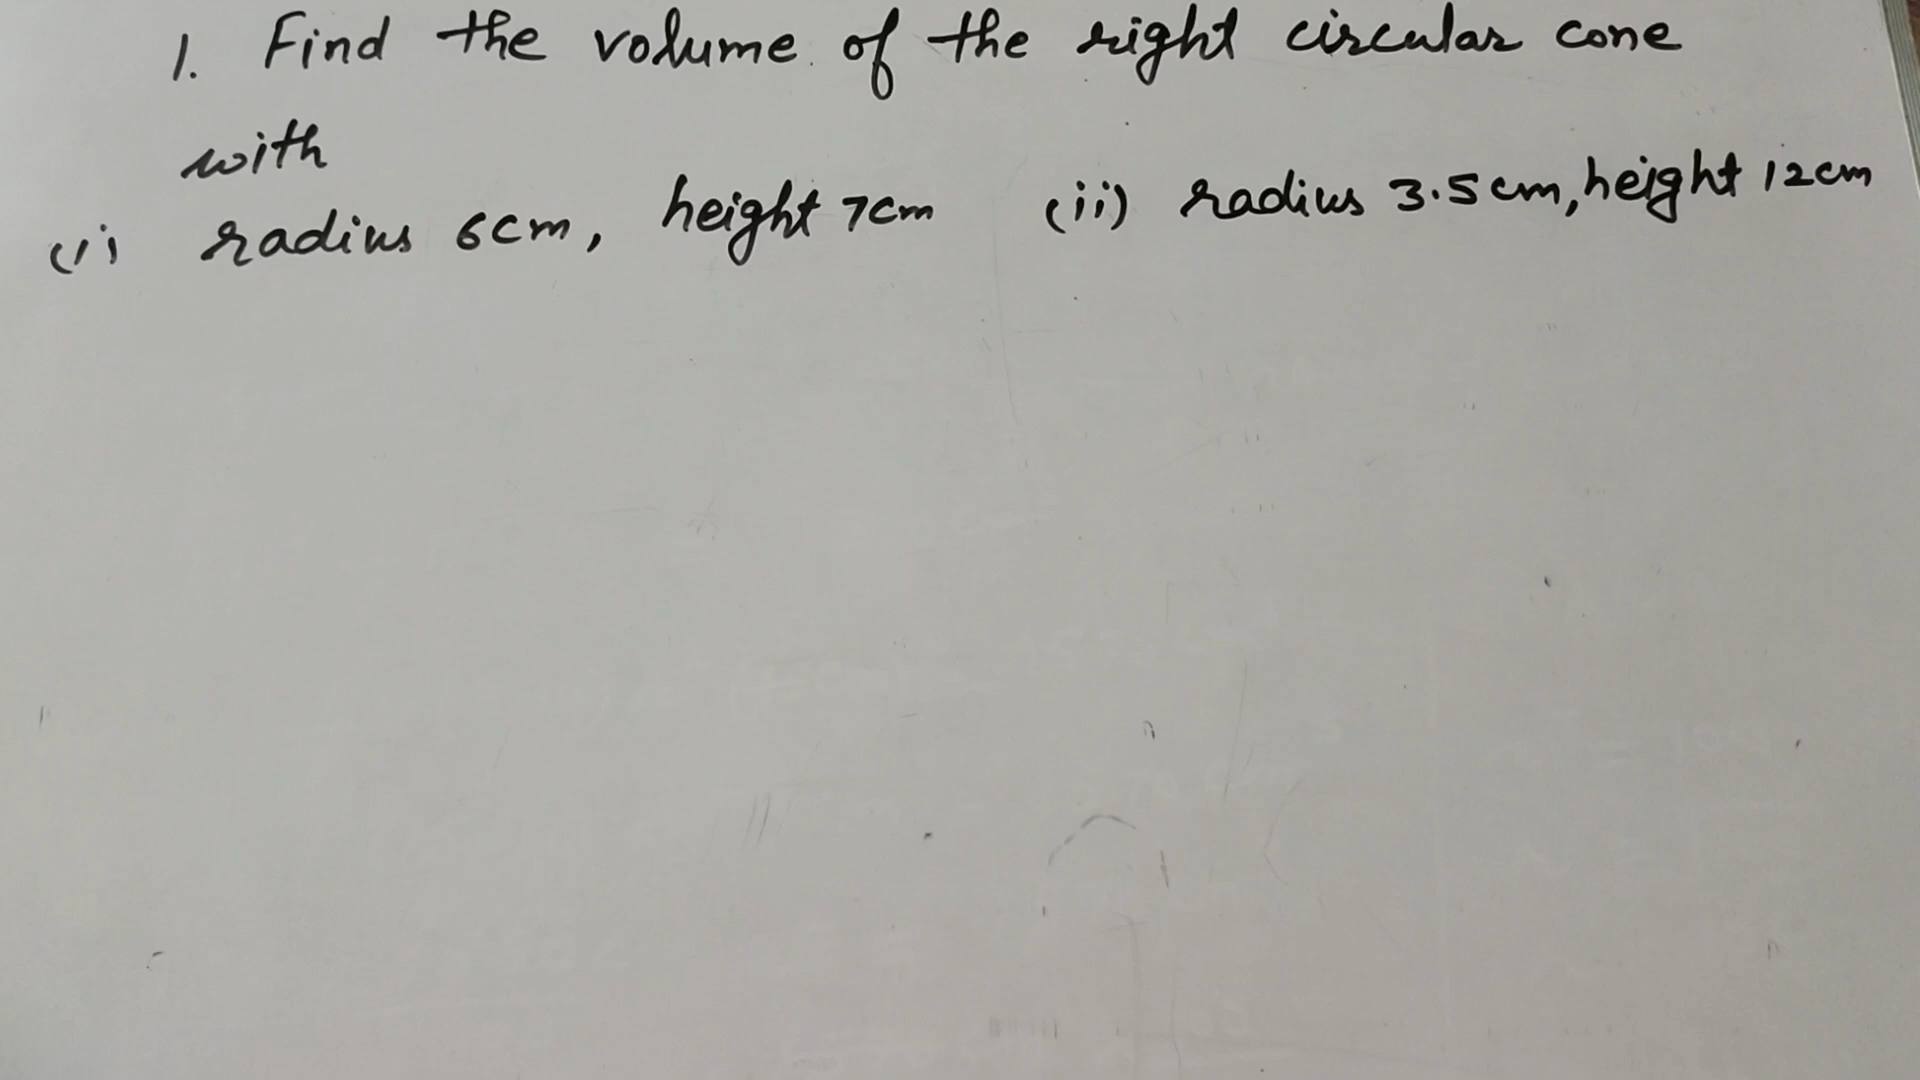 1. Find the volume of the right circular cone
with
(i) radius 6cm, height 7cm (ii) radius 3.5cm, height 12cm